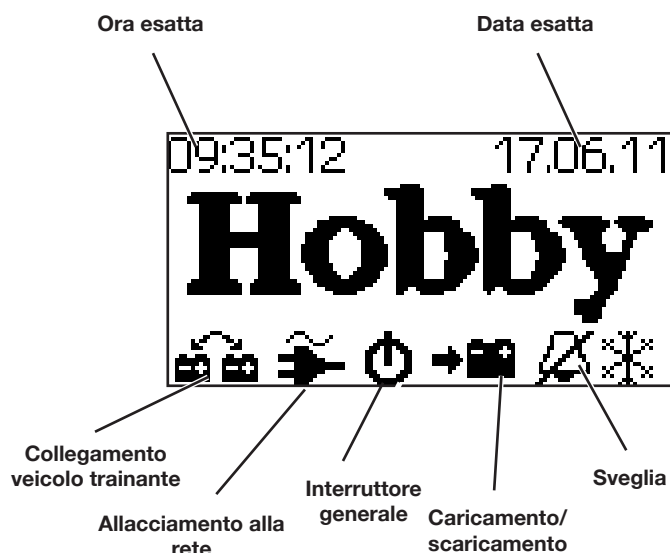 Ora esatta
Data esatta
09:35:12
17.06.11
Hobby
Collegamento
veicolo trainante
Allacciamento alla
rete
Interruttore
generale
Caricamento/
scaricamento
Sveglia